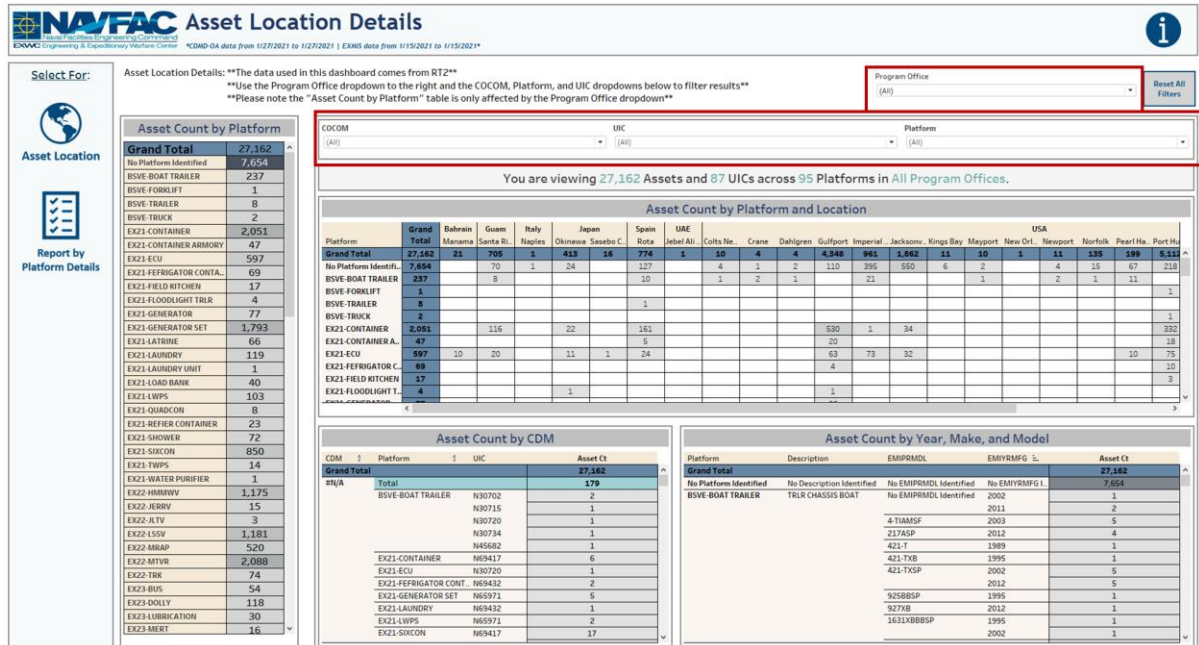 NAVFAC Asset Location Details
Naval Facilities Engineering Command
EXWC Engineering & Expeditionary Warfare Center *CDMD-OA data from 1/27/2021 to 1/27/2021 | EXMIS data from 1/15/2021 to 1/15/2021*
Select For:
Asset Location
Report by
Platform Details
Asset Location Details: **The data used in this dashboard comes from RT2**
**Use the Program Office dropdown to the right and the COCOM, Platform, and UIC dropdowns below to filter results**
**Please note the "Asset Count by Platform" table is only affected by the Program Office dropdown**
Program Office
(All)
Reset All
Filters
COCOM UIC Platform
(All) (All) (All)
Asset Count by Platform
Grand Total 27,162
No Platform Identified 7,654
BSVE-BOAT TRAILER 237
BSVE-FORKLIFT 1
BSVE-TRAILER 8
BSVE-TRUCK 2
EX21-CONTAINER 2,051
EX21-CONTAINER ARMORY 47
EX21-ECU 597
EX21-FEFRIGATOR CONTA.. 69
EX21-FIELD KITCHEN 17
EX21-FLOODLIGHT TRLR 4
EX21-GENERATOR 77
EX21-GENERATOR SET 1,793
EX21-LATRINE 66
EX21-LAUNDRY 119
EX21-LAUNDRY UNIT 1
EX21-LOAD BANK 40
EX21-LWPS 103
EX21-QUADCON 8
EX21-REFIER CONTAINER 23
EX21-SHOWER 72
EX21-SIXCON 850
EX21-TWPS 14
EX21-WATER PURIFIER 1
EX22-HMMWV 1,175
EX22-JERRV 15
EX22-JLTV 3
EX22-LSSV 1,181
EX22-MRAP 520
EX22-MTVR 2,088
EX22-TRK 74
EX23-BUS 54
EX23-DOLLY 118
EX23-LUBRICATION 30
EX23-MERT 16
You are viewing 27,162 Assets and 87 UICs across 95 Platforms in All Program Offices.
Asset Count by Platform and Location
Grand Bahrain Guam Italy Japan Spain UAE USA
Platform Total Manama Santa Ri.. Naples Okinawa Sasebo C.. Rota Jebel Ali .. Colts Ne.. Crane Dahlgren Gulfport Imperial .. Jacksonv.. Kings Bay Mayport New Orl.. Newport Norfolk Pearl Ha.. Port Hu
Grand Total 27,162 21 705 1 413 16 774 1 10 4 4 4,348 961 1,862 11 10 1 11 135 199 5,112
No Platform Identifi.. 7,654 70 1 24 127 4 1 2 110 395 550 6 2 4 15 67 218
BSVE-BOAT TRAILER 237 8 10 1 2 1 21 1 2 1 11
BSVE-FORKLIFT 1 1
BSVE-TRAILER 8 1
BSVE-TRUCK 2 1
EX21-CONTAINER 2,051 116 22 161 530 1 34 332
EX21-CONTAINER A.. 47 5 20 18
EX21-ECU 597 10 20 11 1 24 63 73 32 10 75
EX21-FEFRIGATOR C.. 69 4 10
EX21-FIELD KITCHEN 17 3
EX21-FLOODLIGHT T.. 4 1 1
Asset Count by CDM
CDM Platform UIC Asset Ct
Grand Total 27,162
#N/A Total 179
BSVE-BOAT TRAILER N30702 2
N30715 1
N30720 1
N30734 1
N45682 1
EX21-CONTAINER N69417 6
EX21-ECU N30720 1
EX21-FEFRIGATOR CONT.. N69432 2
EX21-GENERATOR SET N65971 5
EX21-LAUNDRY N69432 1
EX21-LWPS N65971 2
EX21-SIXCON N69417 17
Asset Count by Year, Make, and Model
Platform Description EMIPRMDL EMIYRMFG Asset Ct
Grand Total 27,162
No Platform Identified No Description Identified No EMIPRMDL Identified No EMIYRMFG I.. 7,654
BSVE-BOAT TRAILER TRLR CHASSIS BOAT No EMIPRMDL Identified 2002 1
2011 2
4-TIAMSF 2003 5
217ASP 2012 4
421-T 1989 1
421-TXB 1995 1
421-TXSP 2002 5
2012 5
925BBSP 1995 1
927XB 2012 1
1631XBBBSP 1995 1
2002 1